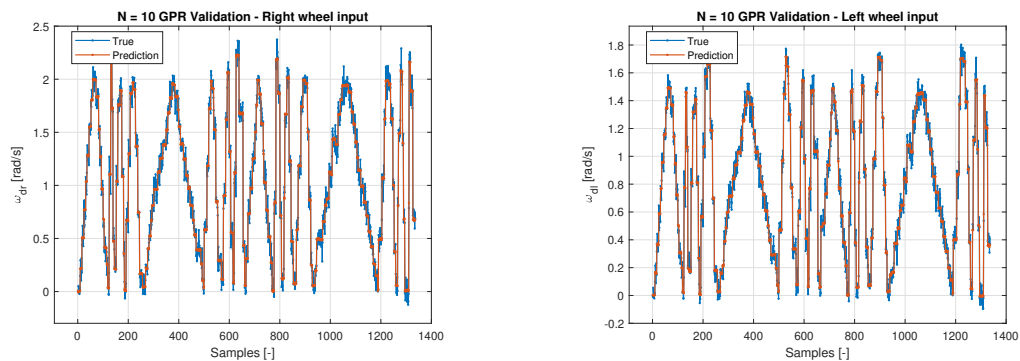 N = 10 GPR Validation - Right wheel input
2.5
True
Prediction
2
1.5
1
0.5
0
ω_dr [rad/s]
0 200 400 600 800 1000 1200 1400
Samples [-]
N = 10 GPR Validation - Left wheel input
1.8
True
Prediction
1.6
1.4
1.2
1
0.8
0.6
0.4
0.2
0
-0.2
ω_dl [rad/s]
0 200 400 600 800 1000 1200 1400
Samples [-]